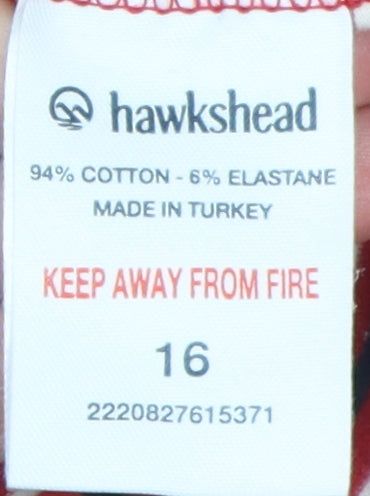 hawkshead
94% COTTON - 6% ELASTANE
MADE IN TURKEY
KEEP AWAY FROM FIRE
16
2220827615371